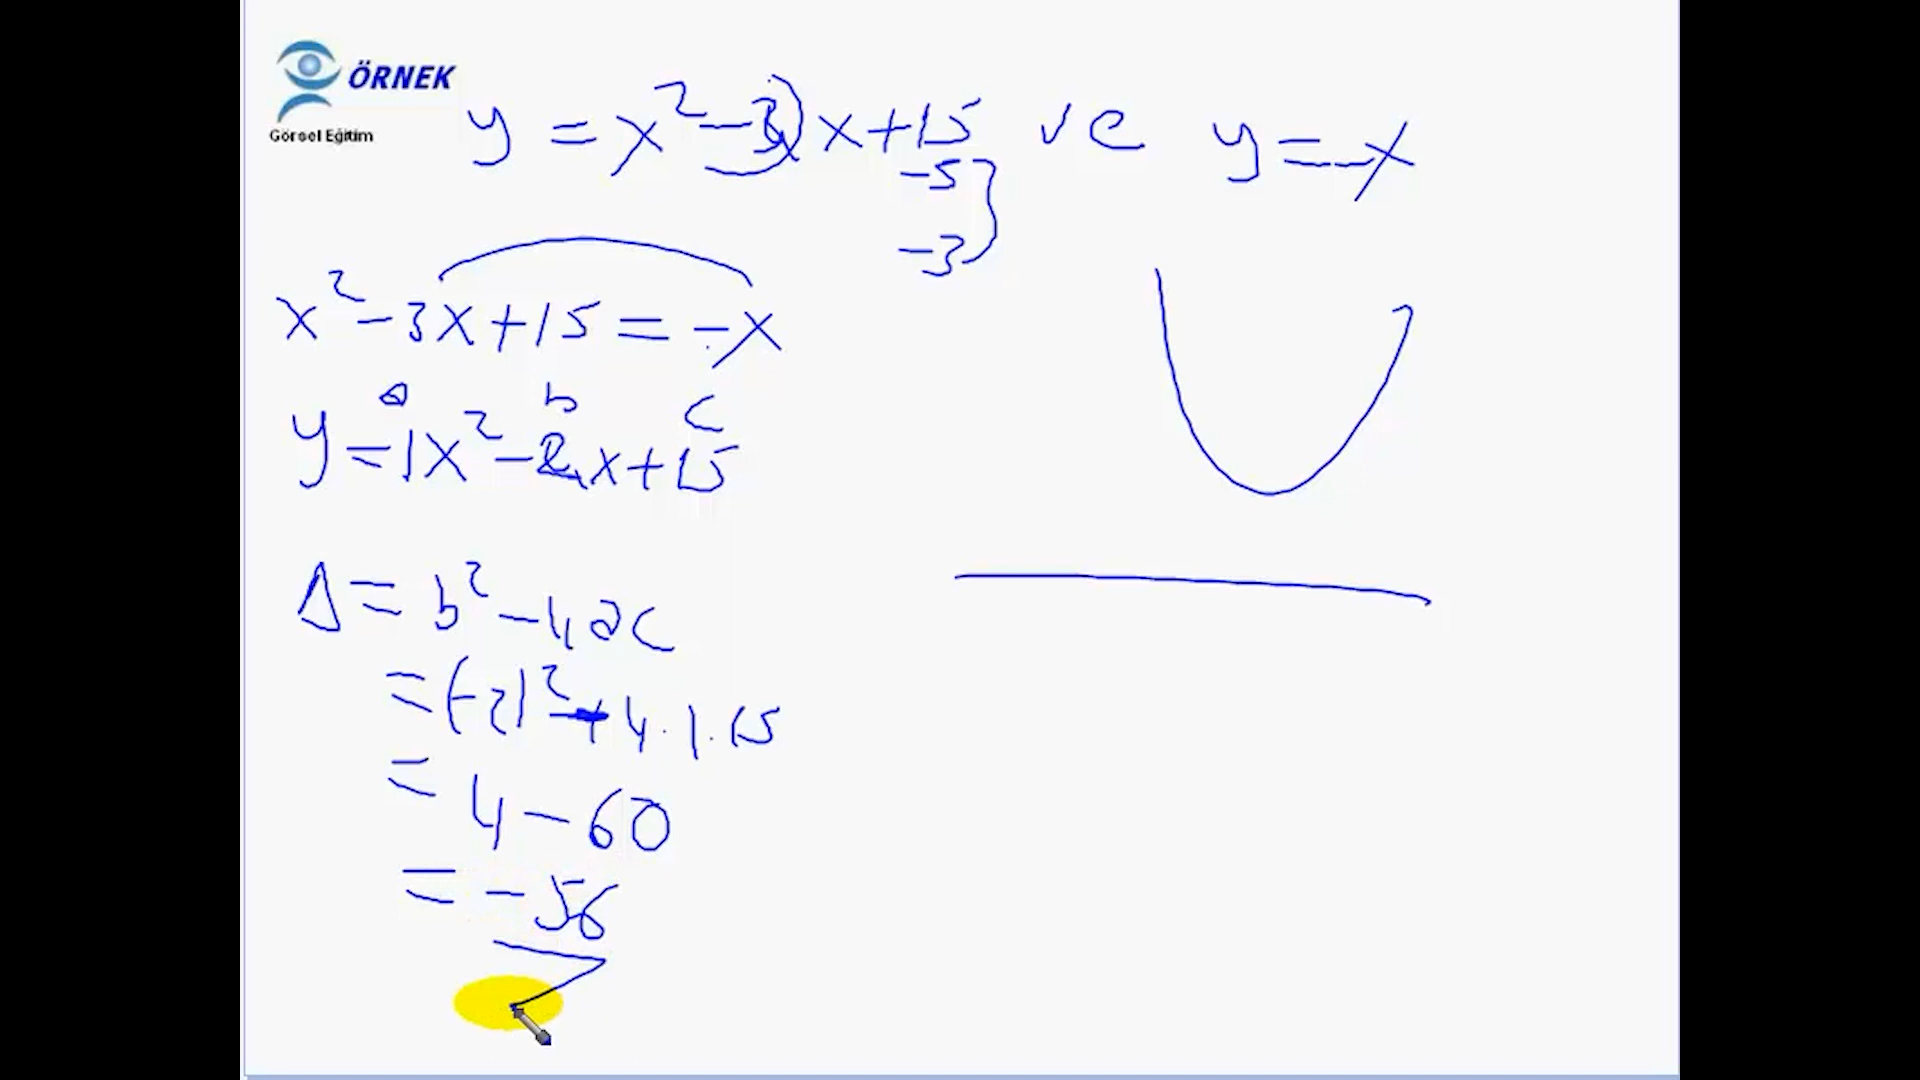 ÖRNEK
Görsel Eğitim
y = x² - 3x + 15 ve y = -x
-5
-3
x² - 3x + 15 = -x
a b c
y = 1x² - 2x + 15
Δ = b² - 4ac
= (-2)² - 4.1.15
= 4 - 60
= -56